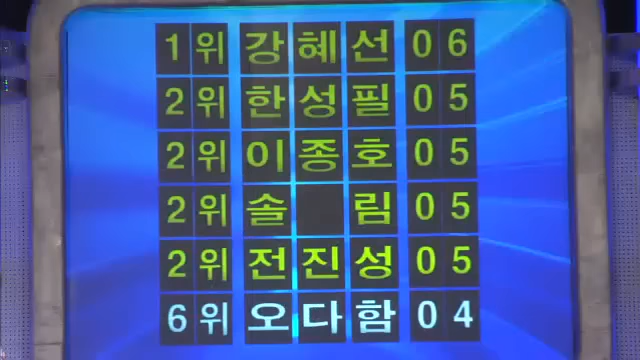 1위 강혜선 06
2위 한성필 05
2위 이종호 05
2위 솔 림 05
2위 전진성 05
6위 오다함 04